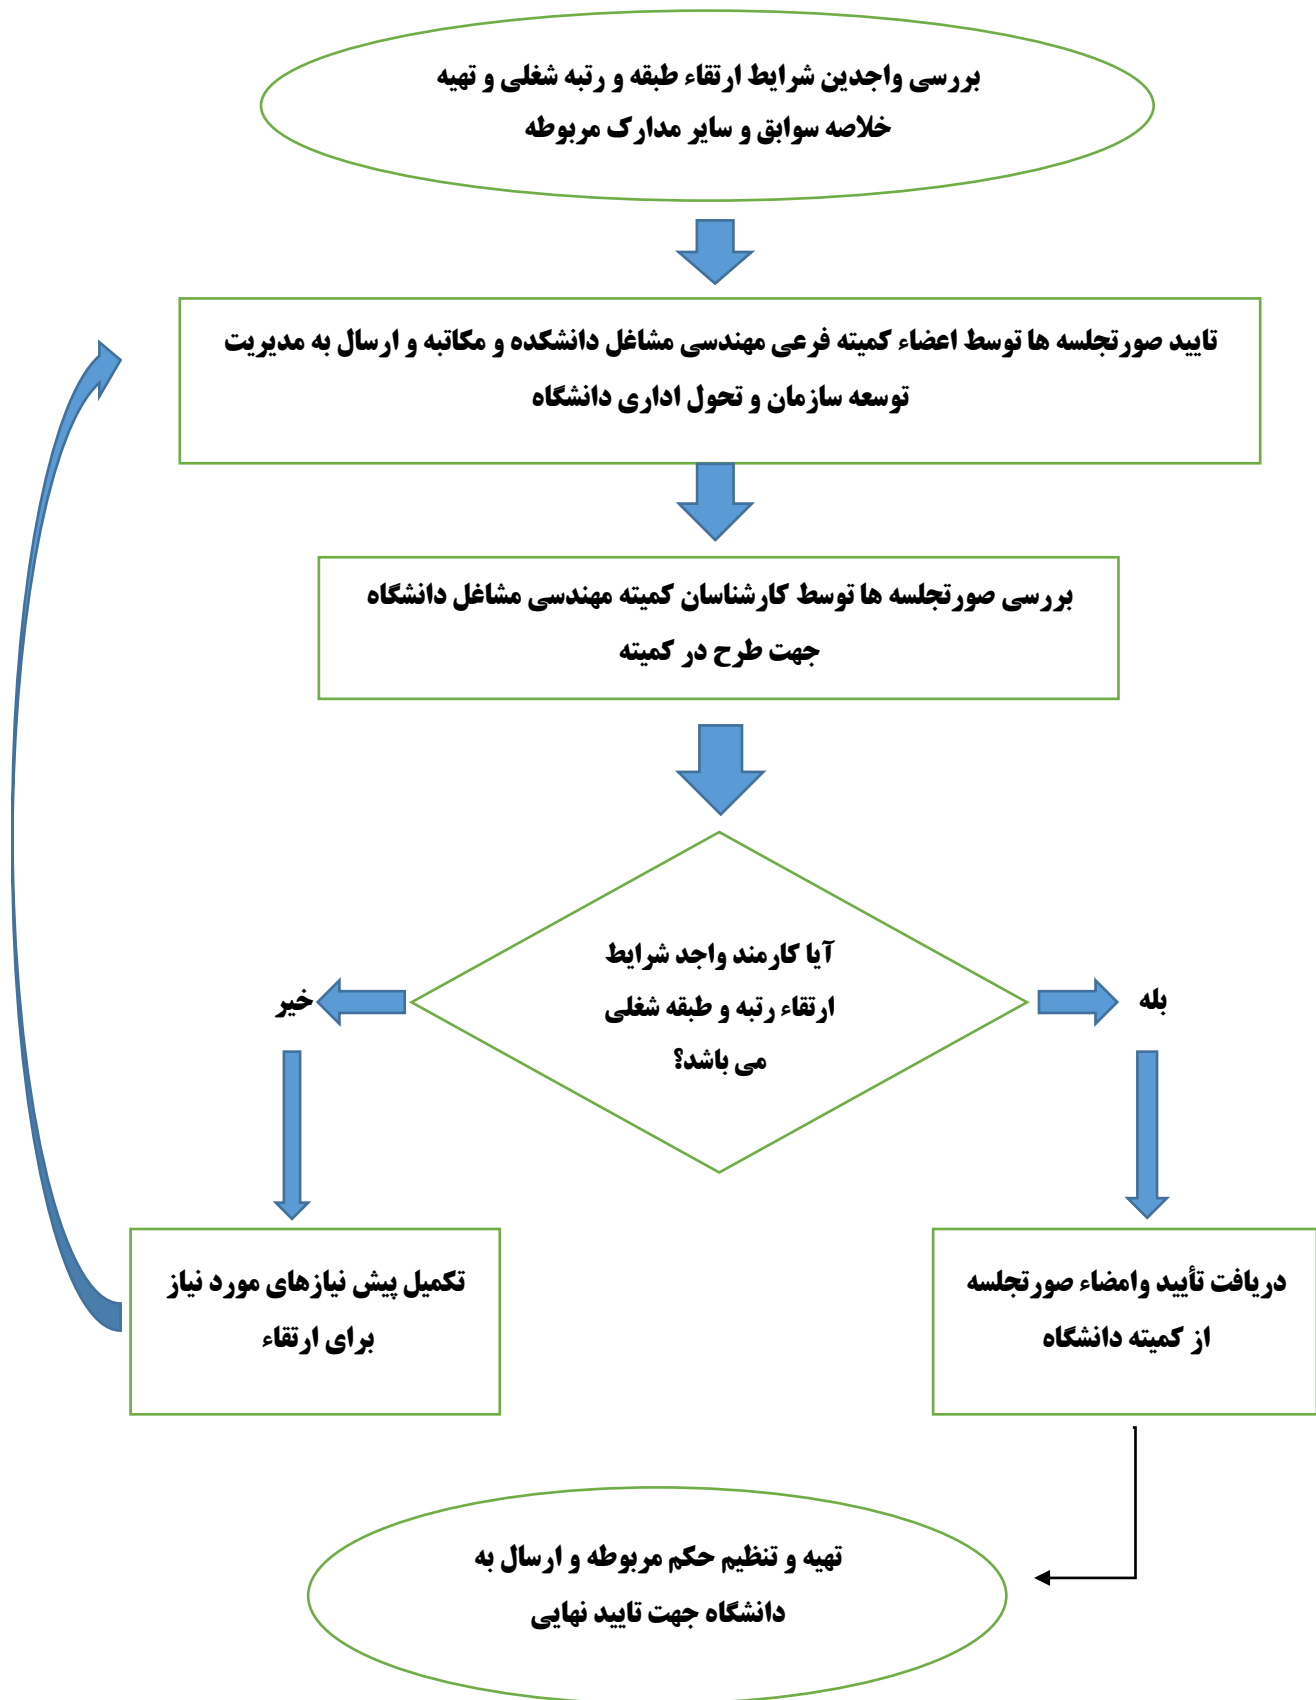 بررسی واجدین شرایط ارتقاء طبقه و رتبه شغلی و تهیه
خلاصه سوابق و سایر مدارک مربوطه
تایید صورتجلسه ها توسط اعضاء کمیته فرعی مهندسی مشاغل دانشکده و مکاتبه و ارسال به مدیریت
توسعه سازمان و تحول اداری دانشگاه
بررسی صورتجلسه ها توسط کارشناسان کمیته مهندسی مشاغل دانشگاه
جهت طرح در کمیته
آیا کارمند واجد شرایط
ارتقاء رتبه و طبقه شغلی
می باشد؟
بله
خیر
دریافت تأیید وامضاء صورتجلسه
از کمیته دانشگاه
تکمیل پیش نیازهای مورد نیاز
برای ارتقاء
تهیه و تنظیم حکم مربوطه و ارسال به
دانشگاه جهت تایید نهایی